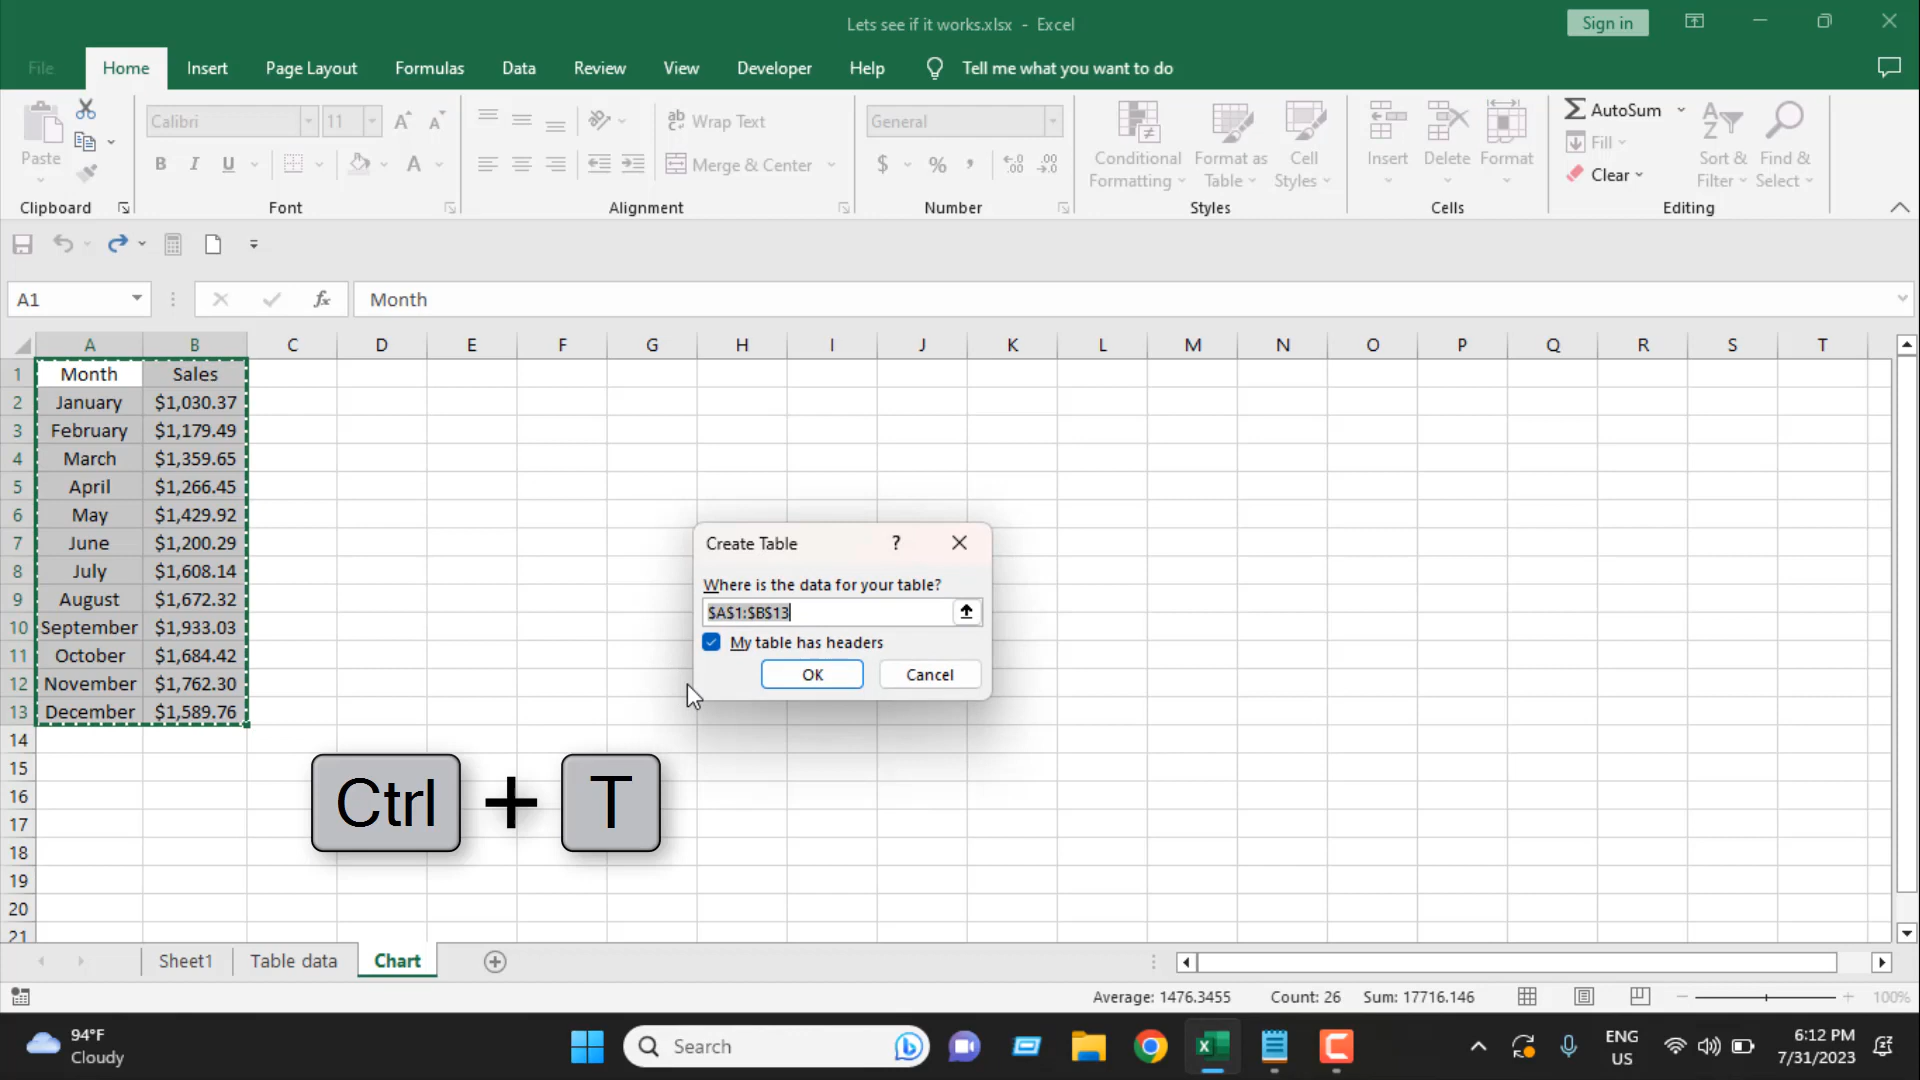 Lets see if it works.xlsx - Excel
Sign in
File Home Insert Page Layout Formulas Data Review View Developer Help Tell me what you want to do
Paste
Clipboard
Calibri 11
B I U A
Font
ab Wrap Text
Merge & Center
Alignment
General
$ % ,
Number
Conditional Formatting
Format as Table
Cell Styles
Styles
Insert Delete Format
Cells
AutoSum
Fill
Clear
Sort & Filter
Find & Select
Editing
A1 fx Month
A B C D E F G H I J K L M N O P Q R S T
1 Month Sales
2 January $1,030.37
3 February $1,179.49
4 March $1,359.65
5 April $1,266.45
6 May $1,429.92
7 June $1,200.29
8 July $1,608.14
9 August $1,672.32
10 September $1,933.03
11 October $1,684.42
12 November $1,762.30
13 December $1,589.76
14
15
16
17
18
19
20
21
Create Table ?
Where is the data for your table?
$A$1:$B$13
My table has headers
OK Cancel
Ctrl + T
Sheet1 Table data Chart
Average: 1476.3455 Count: 26 Sum: 17716.146 100%
94°F
Cloudy
Search
ENG
US
6:12 PM
7/31/2023